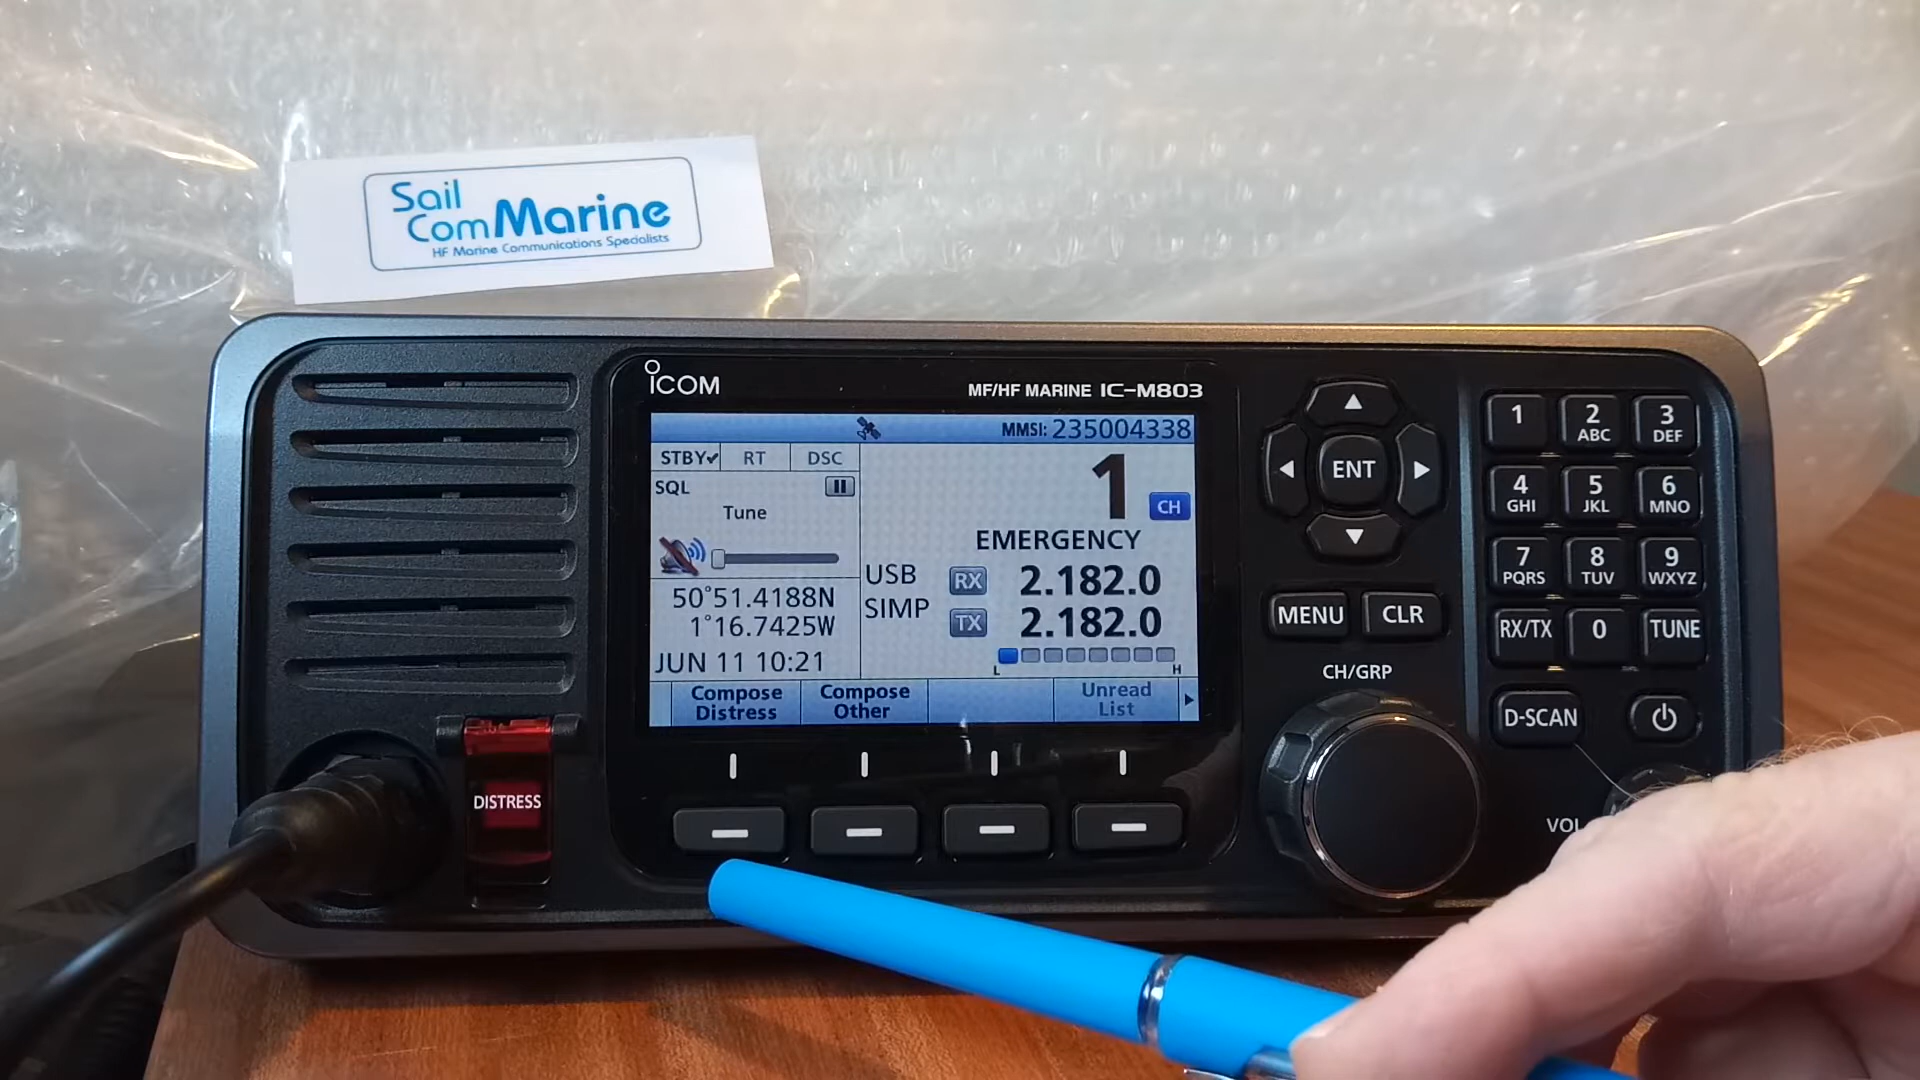 Sail
ComMarine
HF Marine Communications Specialists
ICOM
MF/HF MARINE IC-M803
MMSI: 235004338
STBY RT DSC
SQL
Tune
1
CH
EMERGENCY
USB RX 2.182.0
SIMP TX 2.182.0
L H
50°51.4188N
1°16.7425W
JUN 11 10:21
Compose Distress
Compose Other
Unread List
DISTRESS
ENT
MENU CLR
CH/GRP
1
2 ABC
3 DEF
4 GHI
5 JKL
6 MNO
7 PQRS
8 TUV
9 WXYZ
RX/TX
0
TUNE
D-SCAN
VOL